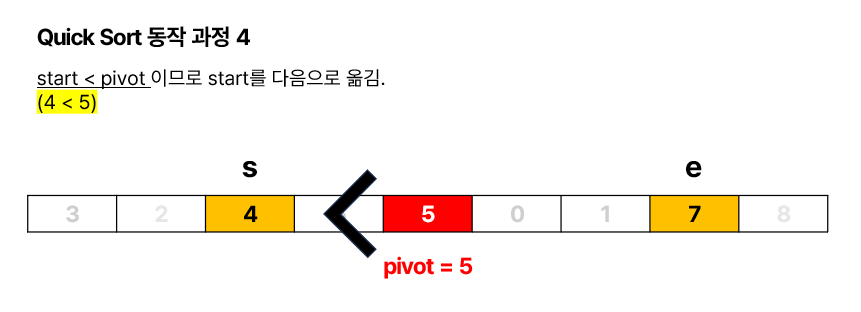 Quick Sort 동작 과정 4
start < pivot 이므로 start를 다음으로 옮김.
(4 < 5)
s e
3 2 4 5 0 1 7 8
pivot = 5